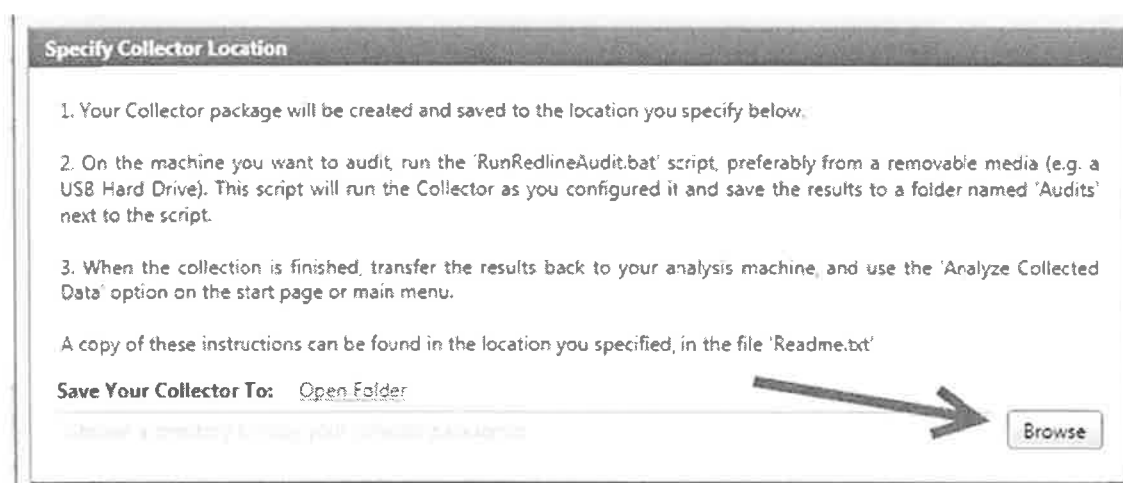 Specify Collector Location
1. Your Collector package will be created and saved to the location you specify below.
2. On the machine you want to audit, run the 'RunRedlineAudit.bat' script, preferably from a removable media (e.g. a
USB Hard Drive). This script will run the Collector as you configured it and save the results to a folder named 'Audits'
next to the script.
3. When the collection is finished, transfer the results back to your analysis machine, and use the 'Analyze Collected
Data' option on the start page or main menu.
A copy of these instructions can be found in the location you specified, in the file 'Readme.txt'
Save Your Collector To: Open Folder
a directory to your collector package
Browse